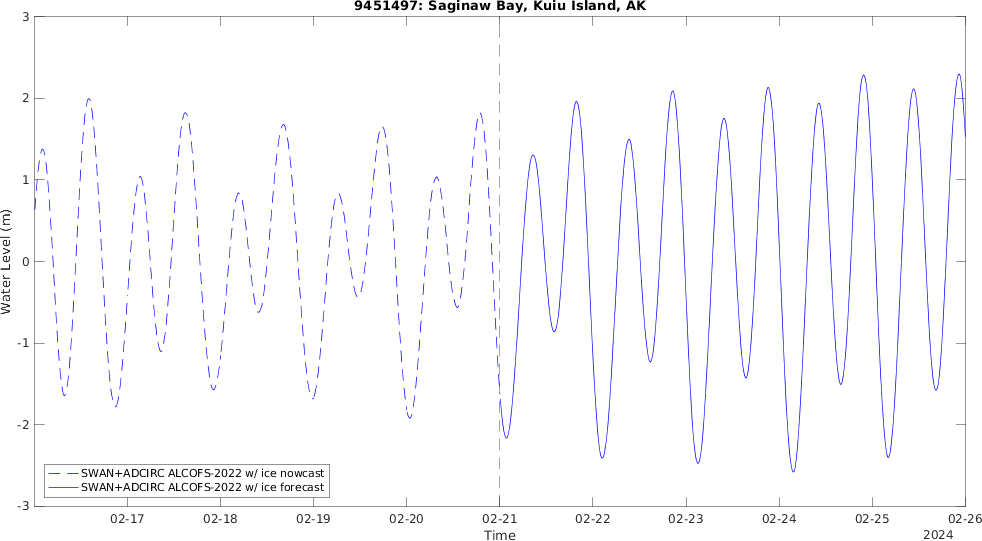 9451497: Saginaw Bay, Kuiu Island, AK
3
2
1
0
-1
-2
-3
Water Level (m)
SWAN+ADCIRC ALCOFS-2022 w/ ice nowcast
SWAN+ADCIRC ALCOFS-2022 w/ ice forecast
02-17 02-18 02-19 02-20 02-21 02-22 02-23 02-24 02-25 02-26
Time
2024